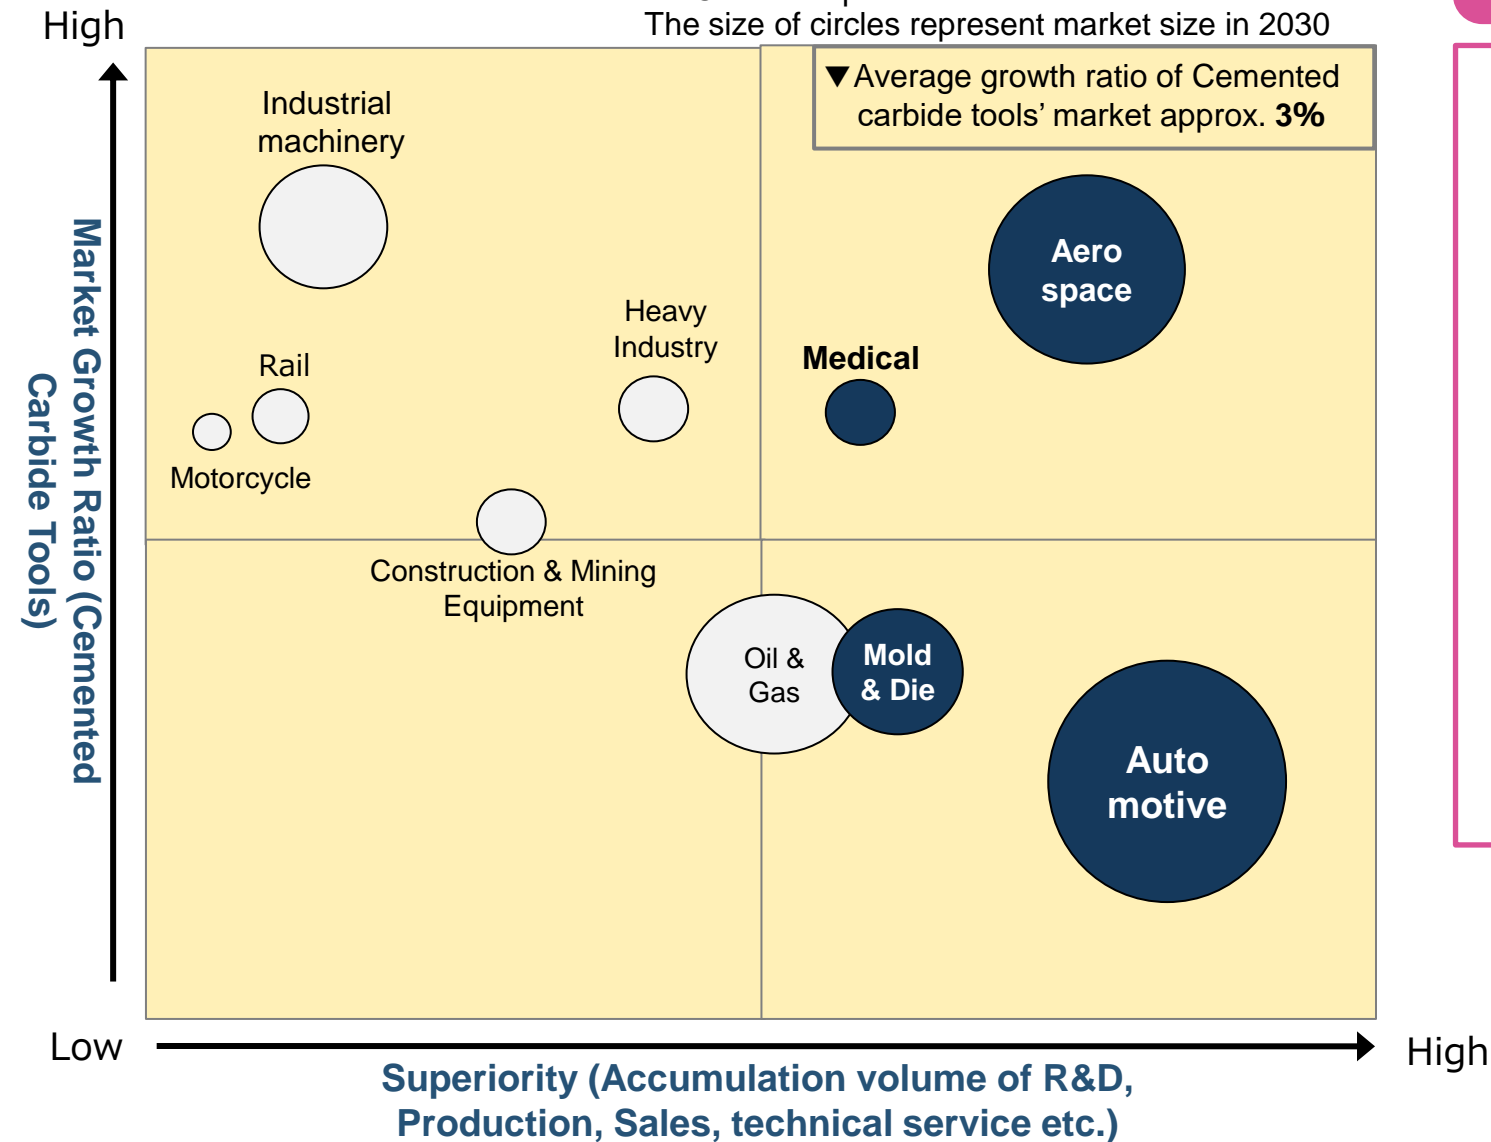 High
The size of circles represent market size in 2030
▼Average growth ratio of Cemented
carbide tools’ market approx. 3%
Industrial
machinery
Aero
space
Heavy
Industry
Medical
Rail
Motorcycle
Construction & Mining
Equipment
Oil &
Gas
Mold
& Die
Auto
motive
Market Growth Ratio (Cemented
Carbide Tools)
Low
High
Superiority (Accumulation volume of R&D,
Production, Sales, technical service etc.)